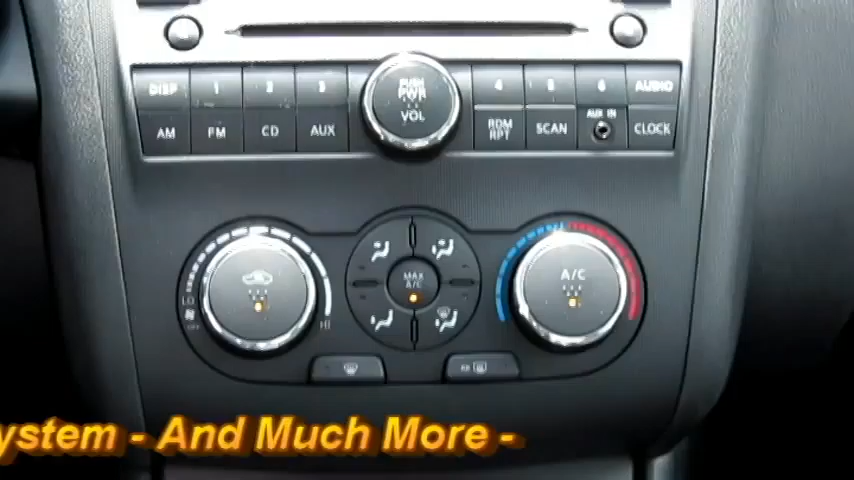 DISP 1 2 3 PUSH PWR VOL 4 5 6 AUDIO
AM FM CD AUX RDM RPT SCAN AUX IN CLOCK
MAX A/C
A/C
LO
OFF
HI
ystem - And Much More -